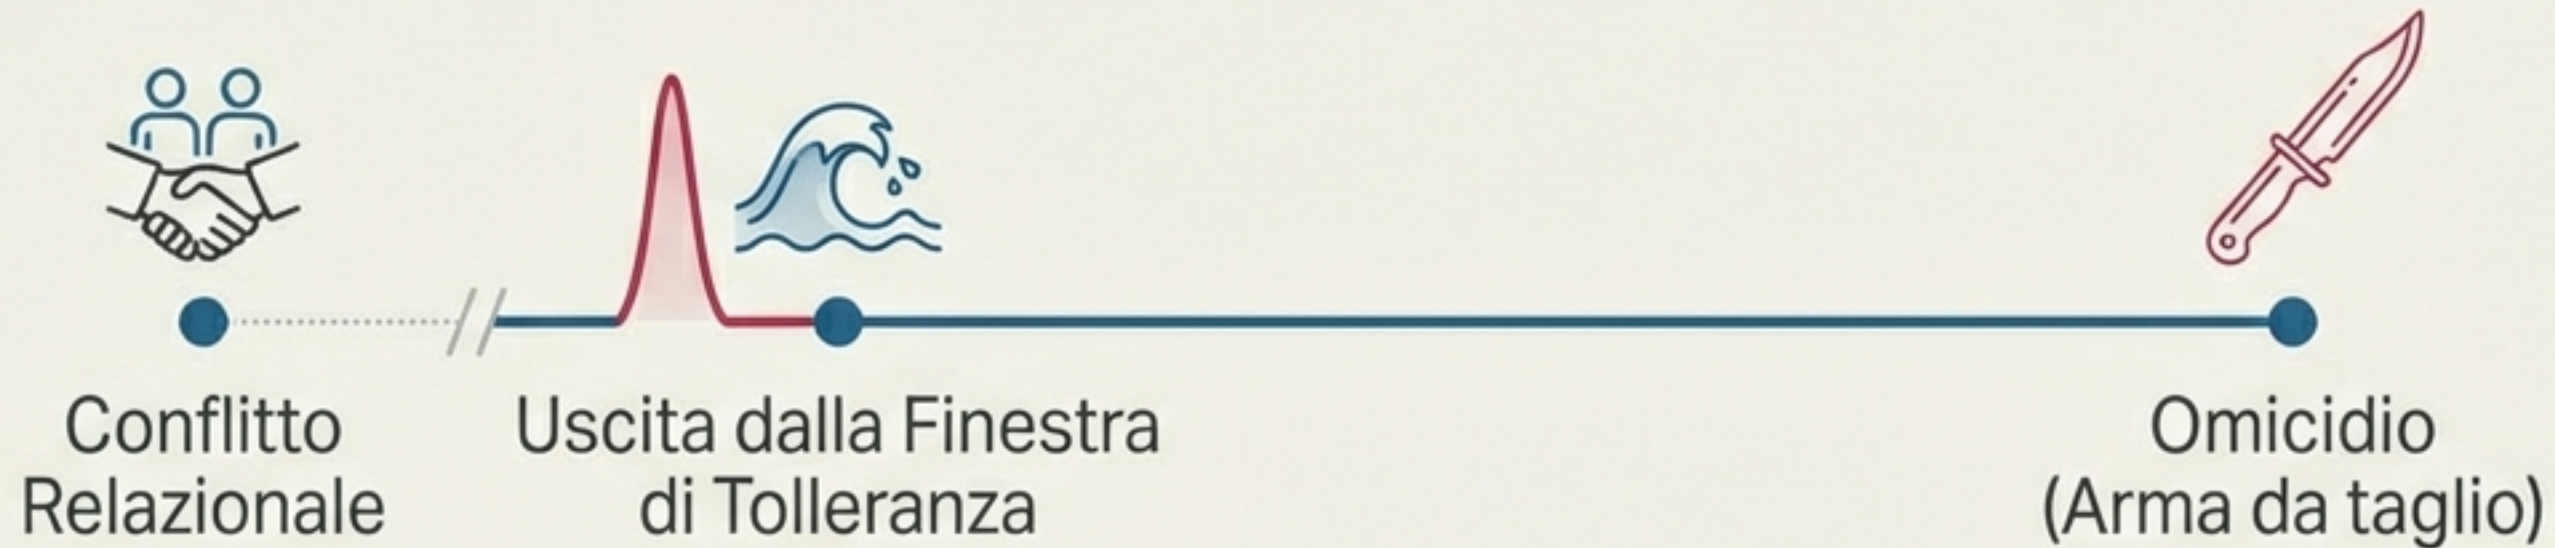 Conflitto
Relazionale
Uscita dalla Finestra
di Tolleranza
Omicidio
(Arma da taglio)